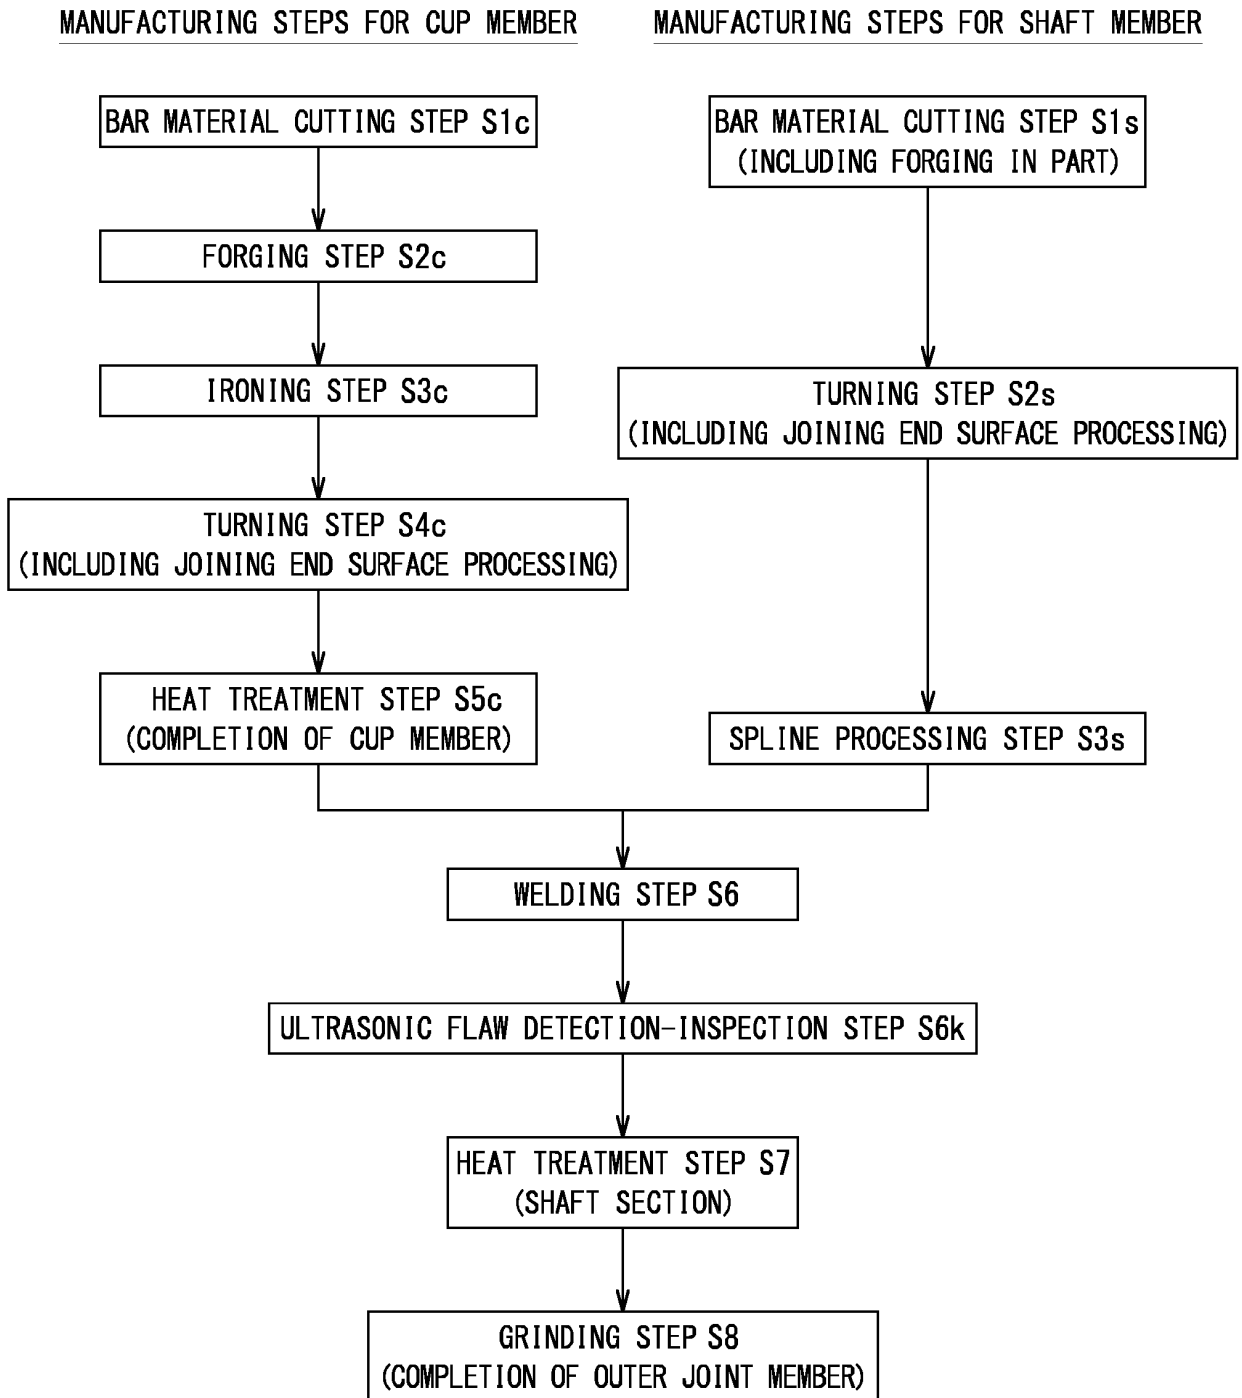 MANUFACTURING STEPS FOR CUP MEMBER
BAR MATERIAL CUTTING STEP S1c
FORGING STEP S2c
IRONING STEP S3c
TURNING STEP S4c
(INCLUDING JOINING END SURFACE PROCESSING)
HEAT TREATMENT STEP S5c
(COMPLETION OF CUP MEMBER)
MANUFACTURING STEPS FOR SHAFT MEMBER
BAR MATERIAL CUTTING STEP S1s
(INCLUDING FORGING IN PART)
TURNING STEP S2s
(INCLUDING JOINING END SURFACE PROCESSING)
SPLINE PROCESSING STEP S3s
WELDING STEP S6
ULTRASONIC FLAW DETECTION-INSPECTION STEP S6k
HEAT TREATMENT STEP S7
(SHAFT SECTION)
GRINDING STEP S8
(COMPLETION OF OUTER JOINT MEMBER)